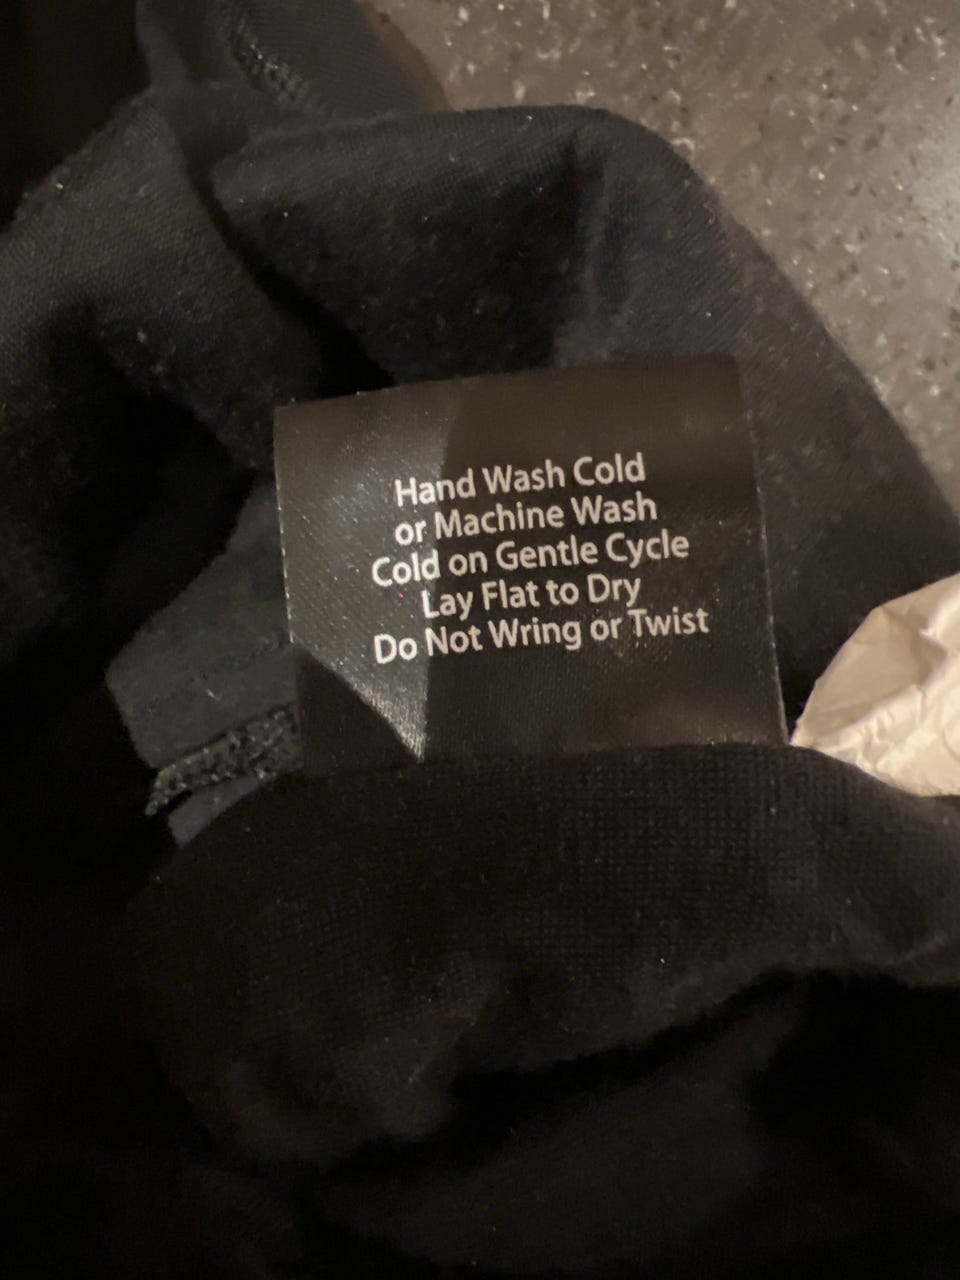 Hand Wash Cold
or Machine Wash
Cold on Gentle Cycle
Lay Flat to Dry
Do Not Wring or Twist